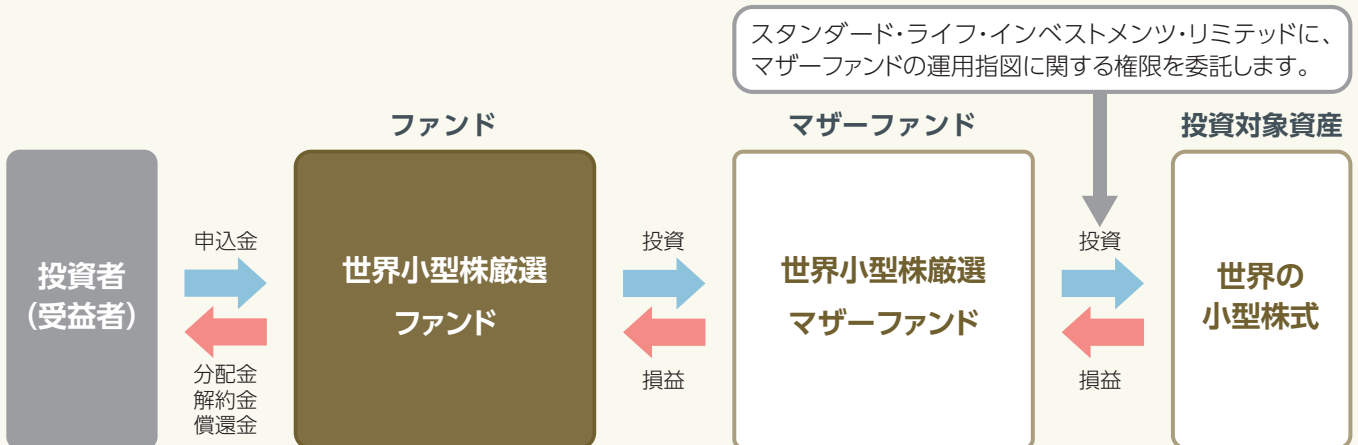 スタンダード・ライフ・インベストメンツ・リミテッドに、
マザーファンドの運用指図に関する権限を委託します。
ファンド
マザーファンド
投資対象資産
投資者
(受益者)
申込金
分配金
解約金
償還金
世界小型株厳選
ファンド
投資
損益
世界小型株厳選
マザーファンド
投資
損益
世界の
小型株式